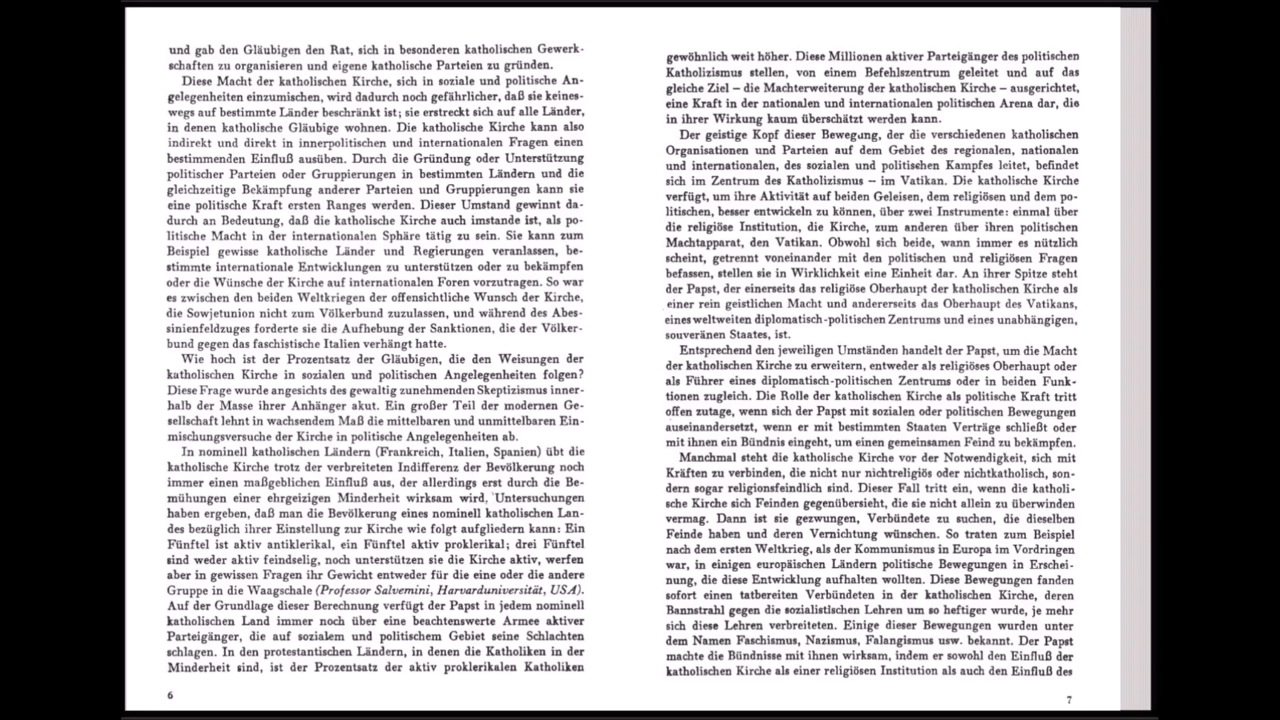 und gab den Gläubigen den Rat, sich in besonderen katholischen Gewerk-
schaften zu organisieren und eigene katholische Parteien zu gründen.
Diese Macht der katholischen Kirche, sich in soziale und politische An-
gelegenheiten einzumischen, wird dadurch noch gefährlicher, daß sie keines-
wegs auf bestimmte Länder beschränkt ist; sie erstreckt sich auf alle Länder,
in denen katholische Gläubige wohnen. Die katholische Kirche kann also
indirekt und direkt in innerpolitischen und internationalen Fragen einen
bestimmenden Einfluß ausüben. Durch die Gründung oder Unterstützung
politischer Parteien oder Gruppierungen in bestimmten Ländern und die
gleichzeitige Bekämpfung anderer Parteien und Gruppierungen kann sie
eine politische Kraft ersten Ranges werden. Dieser Umstand gewinnt da-
durch an Bedeutung, daß die katholische Kirche auch imstande ist, als po-
litische Macht in der internationalen Sphäre tätig zu sein. Sie kann zum
Beispiel gewisse katholische Länder und Regierungen veranlassen, be-
stimmte internationale Entwicklungen zu unterstützen oder zu bekämpfen
oder die Wünsche der Kirche auf internationalen Foren vorzutragen. So war
es zwischen den beiden Weltkriegen der offensichtliche Wunsch der Kirche,
die Sowjetunion nicht zum Völkerbund zuzulassen, und während des Abes-
sinienfeldzuges forderte sie die Aufhebung der Sanktionen, die der Völker-
bund gegen das faschistische Italien verhängt hatte.
Wie hoch ist der Prozentsatz der Gläubigen, die den Weisungen der
katholischen Kirche in sozialen und politischen Angelegenheiten folgen?
Diese Frage wurde angesichts des gewaltig zunehmenden Skeptizismus inner-
halb der Masse ihrer Anhänger akut. Ein großer Teil der modernen Ge-
sellschaft lehnt in wachsendem Maß die mittelbaren und unmittelbaren Ein-
mischungsversuche der Kirche in politische Angelegenheiten ab.
In nominell katholischen Ländern (Frankreich, Italien, Spanien) übt die
katholische Kirche trotz der verbreiteten Indifferenz der Bevölkerung noch
immer einen maßgeblichen Einfluß aus, der allerdings erst durch die Be-
mühungen einer ehrgeizigen Minderheit wirksam wird. Untersuchungen
haben ergeben, daß man die Bevölkerung eines nominell katholischen Lan-
des bezüglich ihrer Einstellung zur Kirche wie folgt aufgliedern kann: Ein
Fünftel ist aktiv antiklerikal, ein Fünftel aktiv proklerikal; drei Fünftel
sind weder aktiv feindselig, noch unterstützen sie die Kirche aktiv, werfen
aber in gewissen Fragen ihr Gewicht entweder für die eine oder die andere
Gruppe in die Waagschale (Professor Salvemini, Harvarduniversität, USA).
Auf der Grundlage dieser Berechnung verfügt der Papst in jedem nominell
katholischen Land immer noch über eine beachtenswerte Armee aktiver
Parteigänger, die auf sozialem und politischem Gebiet seine Schlachten
schlagen. In den protestantischen Ländern, in denen die Katholiken in der
Minderheit sind, ist der Prozentsatz der aktiv proklerikalen Katholiken
6
gewöhnlich weit höher. Diese Millionen aktiver Parteigänger des politischen
Katholizismus stellen, von einem Befehlszentrum geleitet und auf das
gleiche Ziel – die Machterweiterung der katholischen Kirche – ausgerichtet,
eine Kraft in der nationalen und internationalen politischen Arena dar, die
in ihrer Wirkung kaum überschätzt werden kann.
Der geistige Kopf dieser Bewegung, der die verschiedenen katholischen
Organisationen und Parteien auf dem Gebiet des regionalen, nationalen
und internationalen, des sozialen und politischen Kampfes leitet, befindet
sich im Zentrum des Katholizismus – im Vatikan. Die katholische Kirche
verfügt, um ihre Aktivität auf beiden Geleisen, dem religiösen und dem po-
litischen, besser entwickeln zu können, über zwei Instrumente: einmal über
die religiöse Institution, die Kirche, zum anderen über ihren politischen
Machtapparat, den Vatikan. Obwohl sich beide, wann immer es nützlich
scheint, getrennt voneinander mit den politischen und religiösen Fragen
befassen, stellen sie in Wirklichkeit eine Einheit dar. An ihrer Spitze steht
der Papst, der einerseits das religiöse Oberhaupt der katholischen Kirche als
einer rein geistlichen Macht und andererseits das Oberhaupt des Vatikans,
eines weltweiten diplomatisch-politischen Zentrums und eines unabhängigen,
souveränen Staates, ist.
Entsprechend den jeweiligen Umständen handelt der Papst, um die Macht
der katholischen Kirche zu erweitern, entweder als religiöses Oberhaupt oder
als Führer eines diplomatisch-politischen Zentrums oder in beiden Funk-
tionen zugleich. Die Rolle der katholischen Kirche als politische Kraft tritt
offen zutage, wenn sich der Papst mit sozialen oder politischen Bewegungen
auseinandersetzt, wenn er mit bestimmten Staaten Verträge schließt oder
mit ihnen ein Bündnis eingeht, um einen gemeinsamen Feind zu bekämpfen.
Manchmal steht die katholische Kirche vor der Notwendigkeit, sich mit
Kräften zu verbinden, die nicht nur nichtreligiös oder nichtkatholisch, son-
dern sogar religionsfeindlich sind. Dieser Fall tritt ein, wenn die katholi-
sche Kirche sich Feinden gegenübersieht, die sie nicht allein zu überwinden
vermag. Dann ist sie gezwungen, Verbündete zu suchen, die dieselben
Feinde haben und deren Vernichtung wünschen. So traten zum Beispiel
nach dem ersten Weltkrieg, als der Kommunismus in Europa im Vordringen
war, in einigen europäischen Ländern politische Bewegungen in Erschei-
nung, die diese Entwicklung aufhalten wollten. Diese Bewegungen fanden
sofort einen tatbereiten Verbündeten in der katholischen Kirche, deren
Bannstrahl gegen die sozialistischen Lehren um so heftiger wurde, je mehr
sich diese Lehren verbreiteten. Einige dieser Bewegungen wurden unter
dem Namen Faschismus, Nazismus, Falangismus usw. bekannt. Der Papst
machte die Bündnisse mit ihnen wirksam, indem er sowohl den Einfluß der
katholischen Kirche als einer religiösen Institution als auch den Einfluß des
7